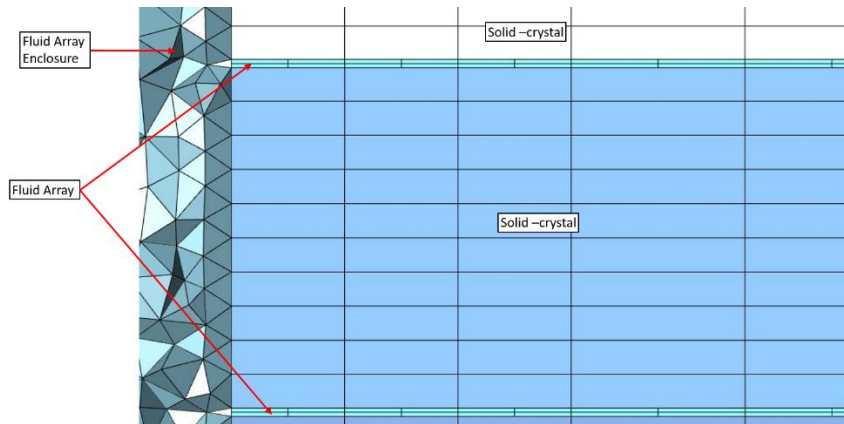 Solid –crystal
Fluid Array
Enclosure
Fluid Array
Solid –crystal